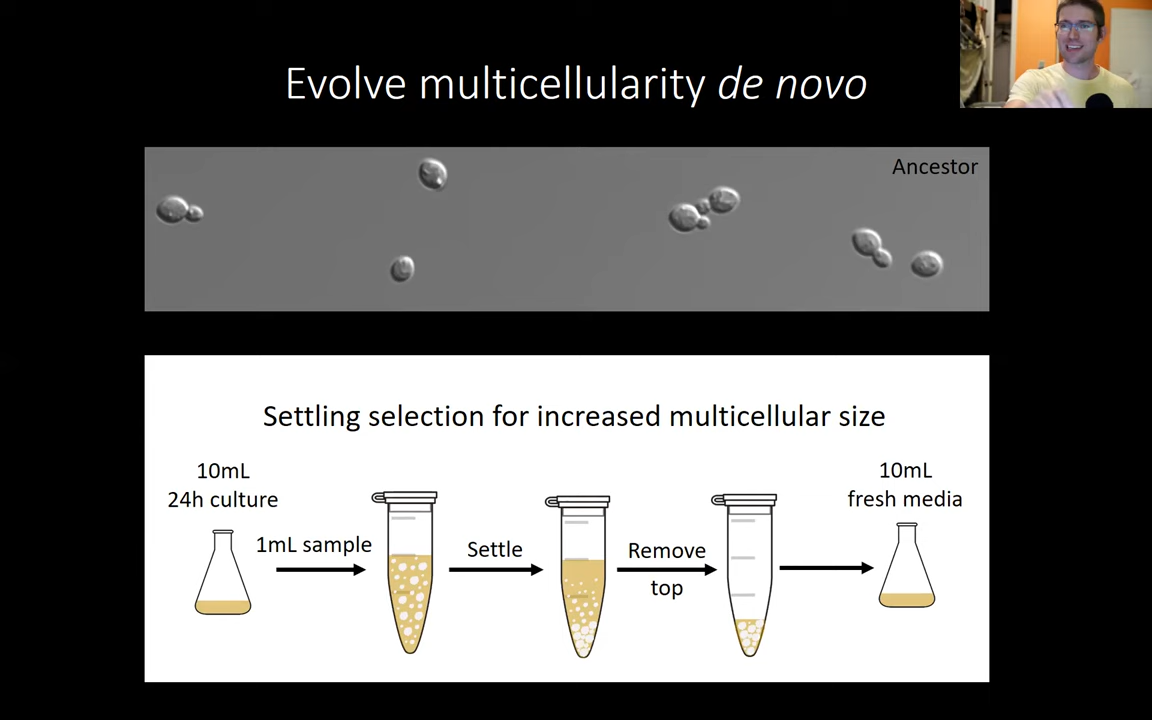 Evolve multicellularity de novo
Ancestor
Settling selection for increased multicellular size
10mL
24h culture
1mL sample
Settle
Remove
top
10mL
fresh media